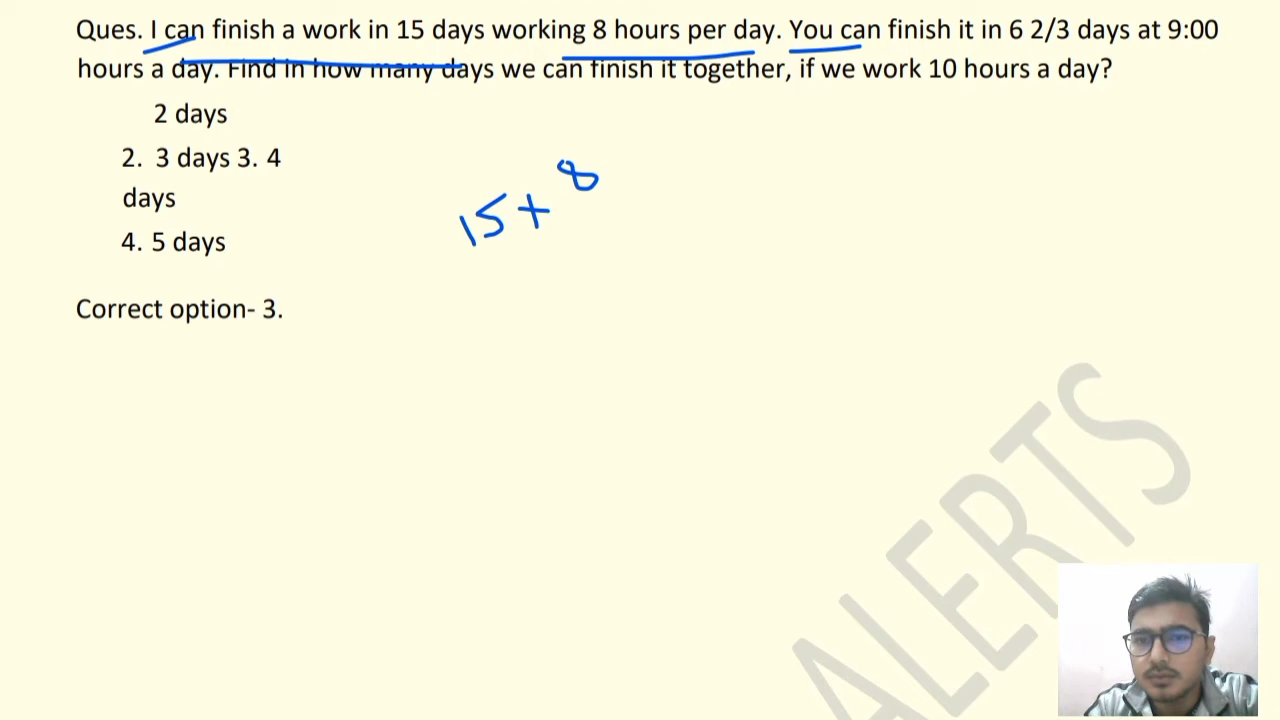 Ques. I can finish a work in 15 days working 8 hours per day. You can finish it in 6 2/3 days at 9:00
hours a day. Find in how many days we can finish it together, if we work 10 hours a day?
2 days
2. 3 days 3. 4
days
4. 5 days
15 × 8
Correct option- 3.
ALERTS